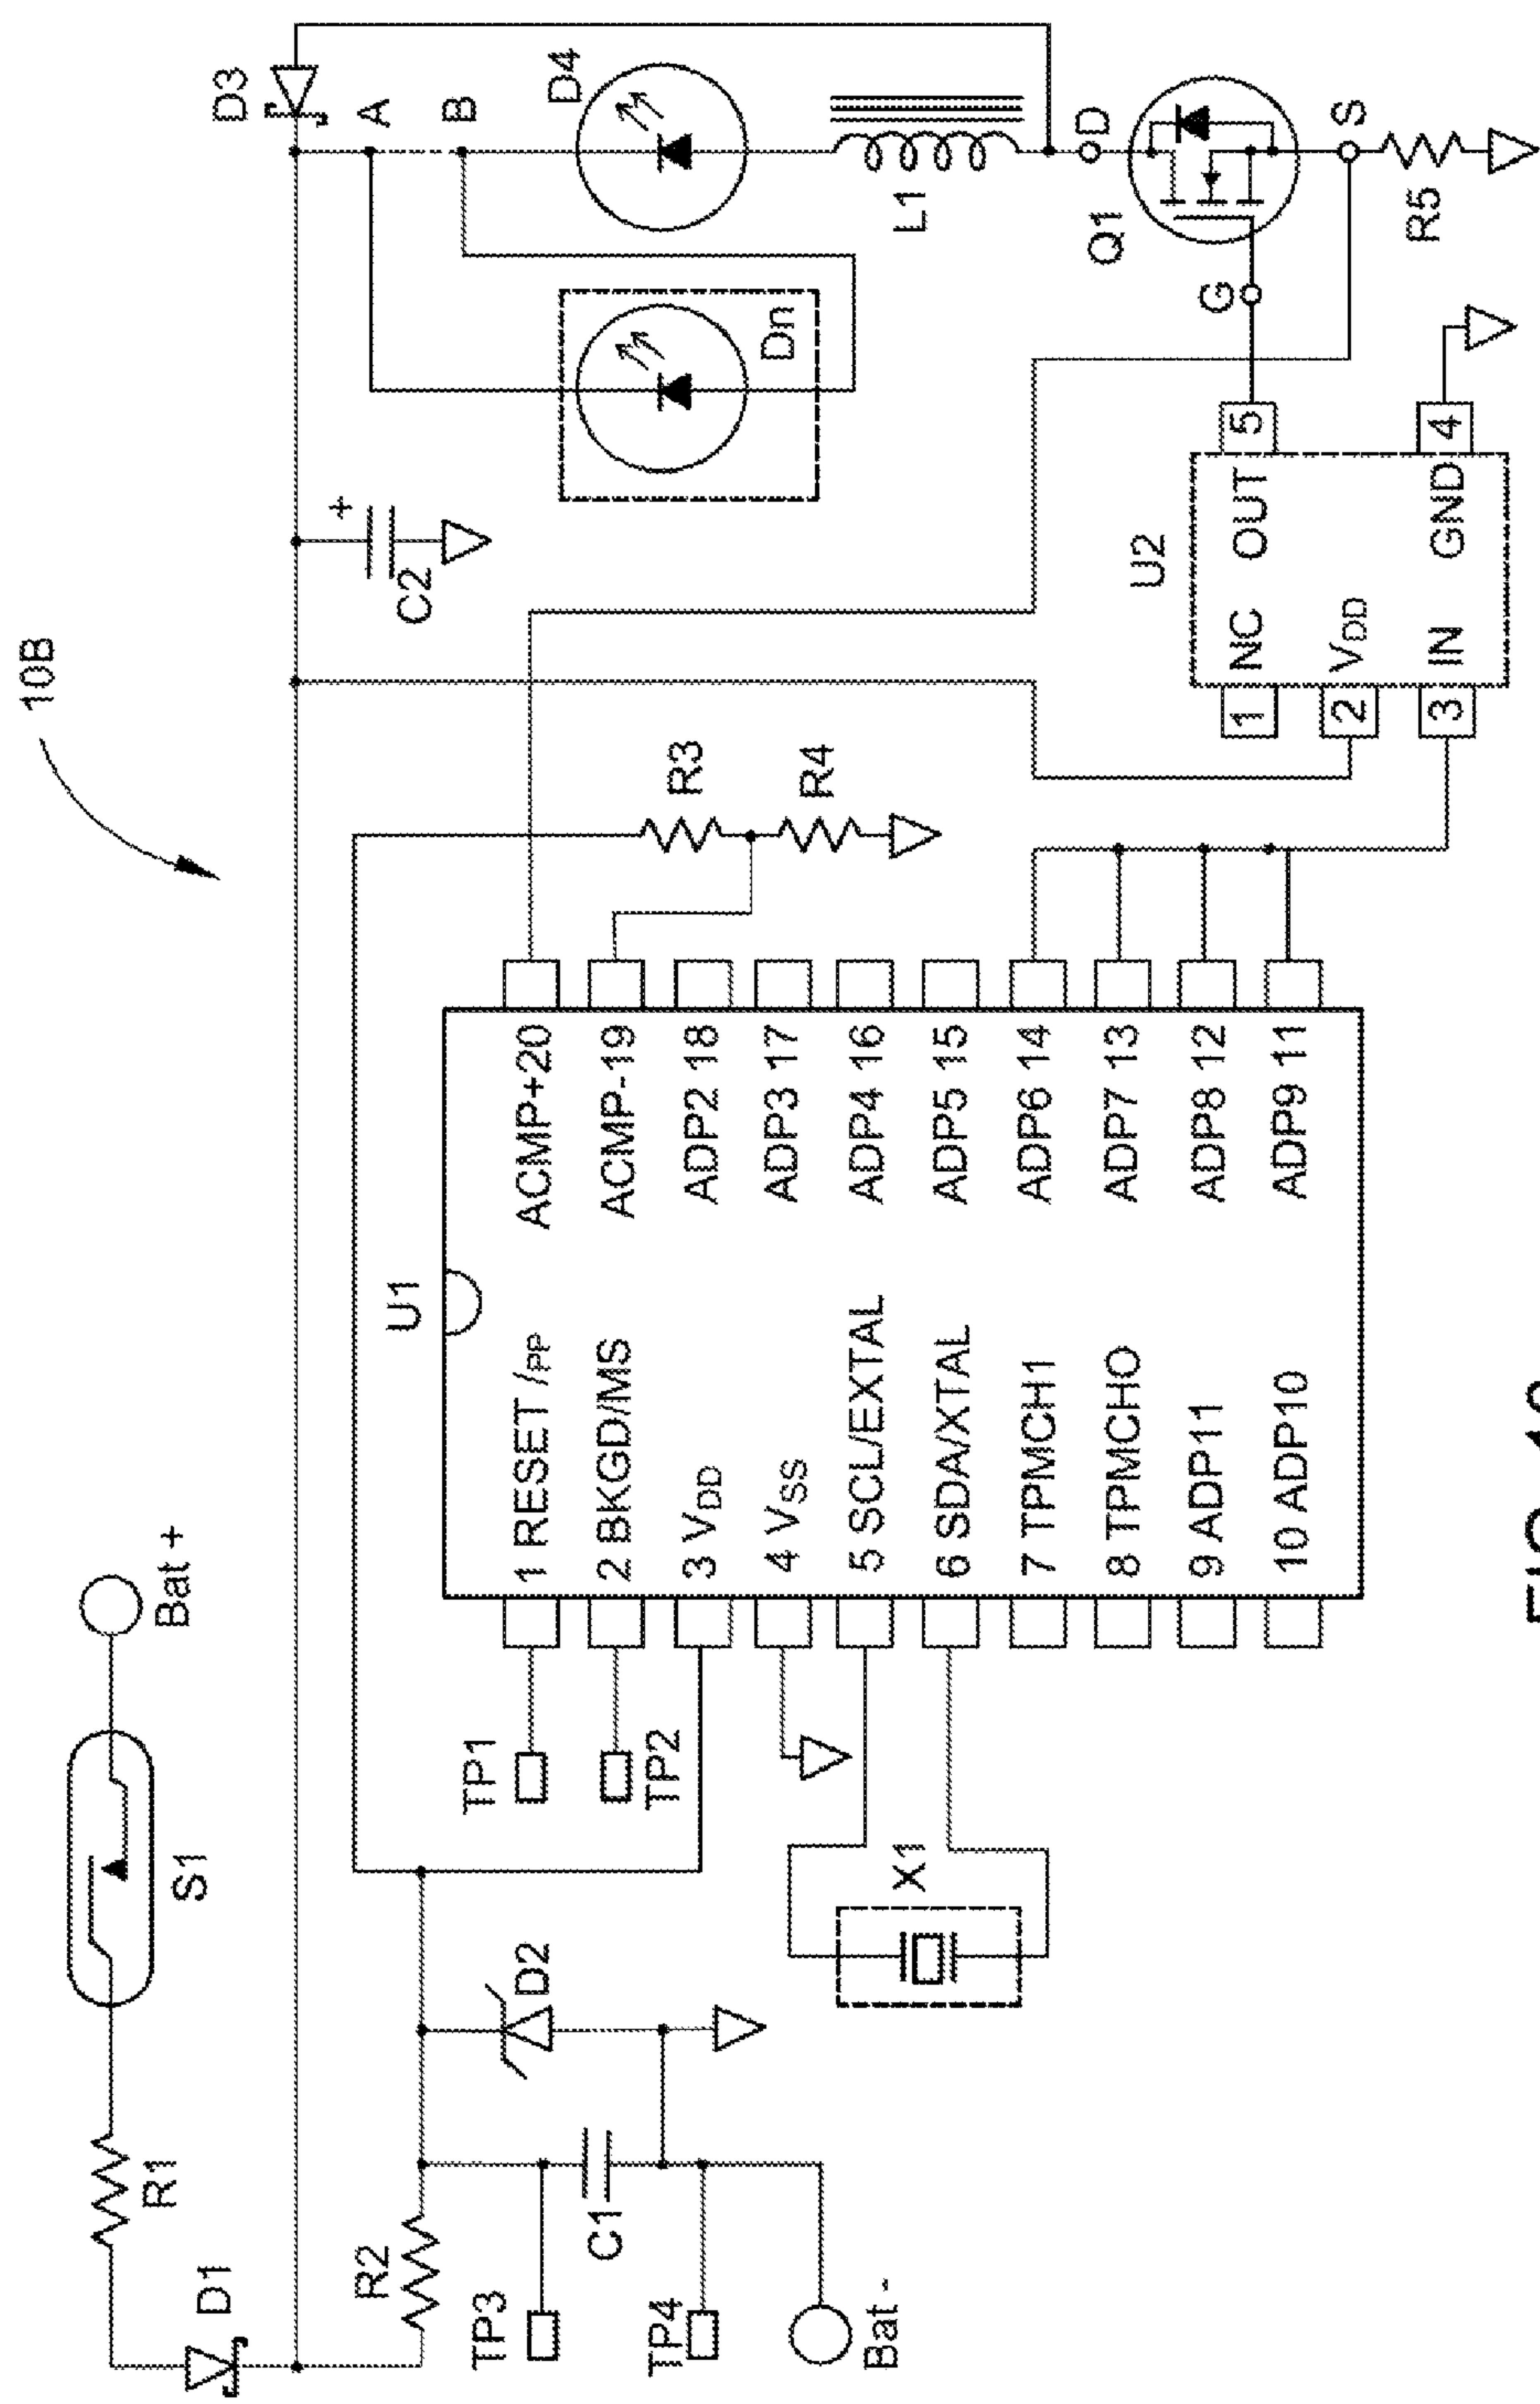 10B
Bat +
S1
R1
D1
D3
A
B
D4
Dn
C2
+
L1
D
Q1
G
S
R5
R2
TP3
C1
TP4
Bat -
D2
TP1
TP2
X1
U1
1 RESET /PP
2 BKGD/MS
3 VDD
4 VSS
5 SCL/EXTAL
6 SDA/XTAL
7 TPMCH1
8 TPMCHO
9 ADP11
10 ADP10
ACMP+20
ACMP-19
ADP2 18
ADP3 17
ADP4 16
ADP5 15
ADP6 14
ADP7 13
ADP8 12
ADP9 11
R3
R4
U2
1 NC
2 VDD
3 IN
OUT 5
GND 4